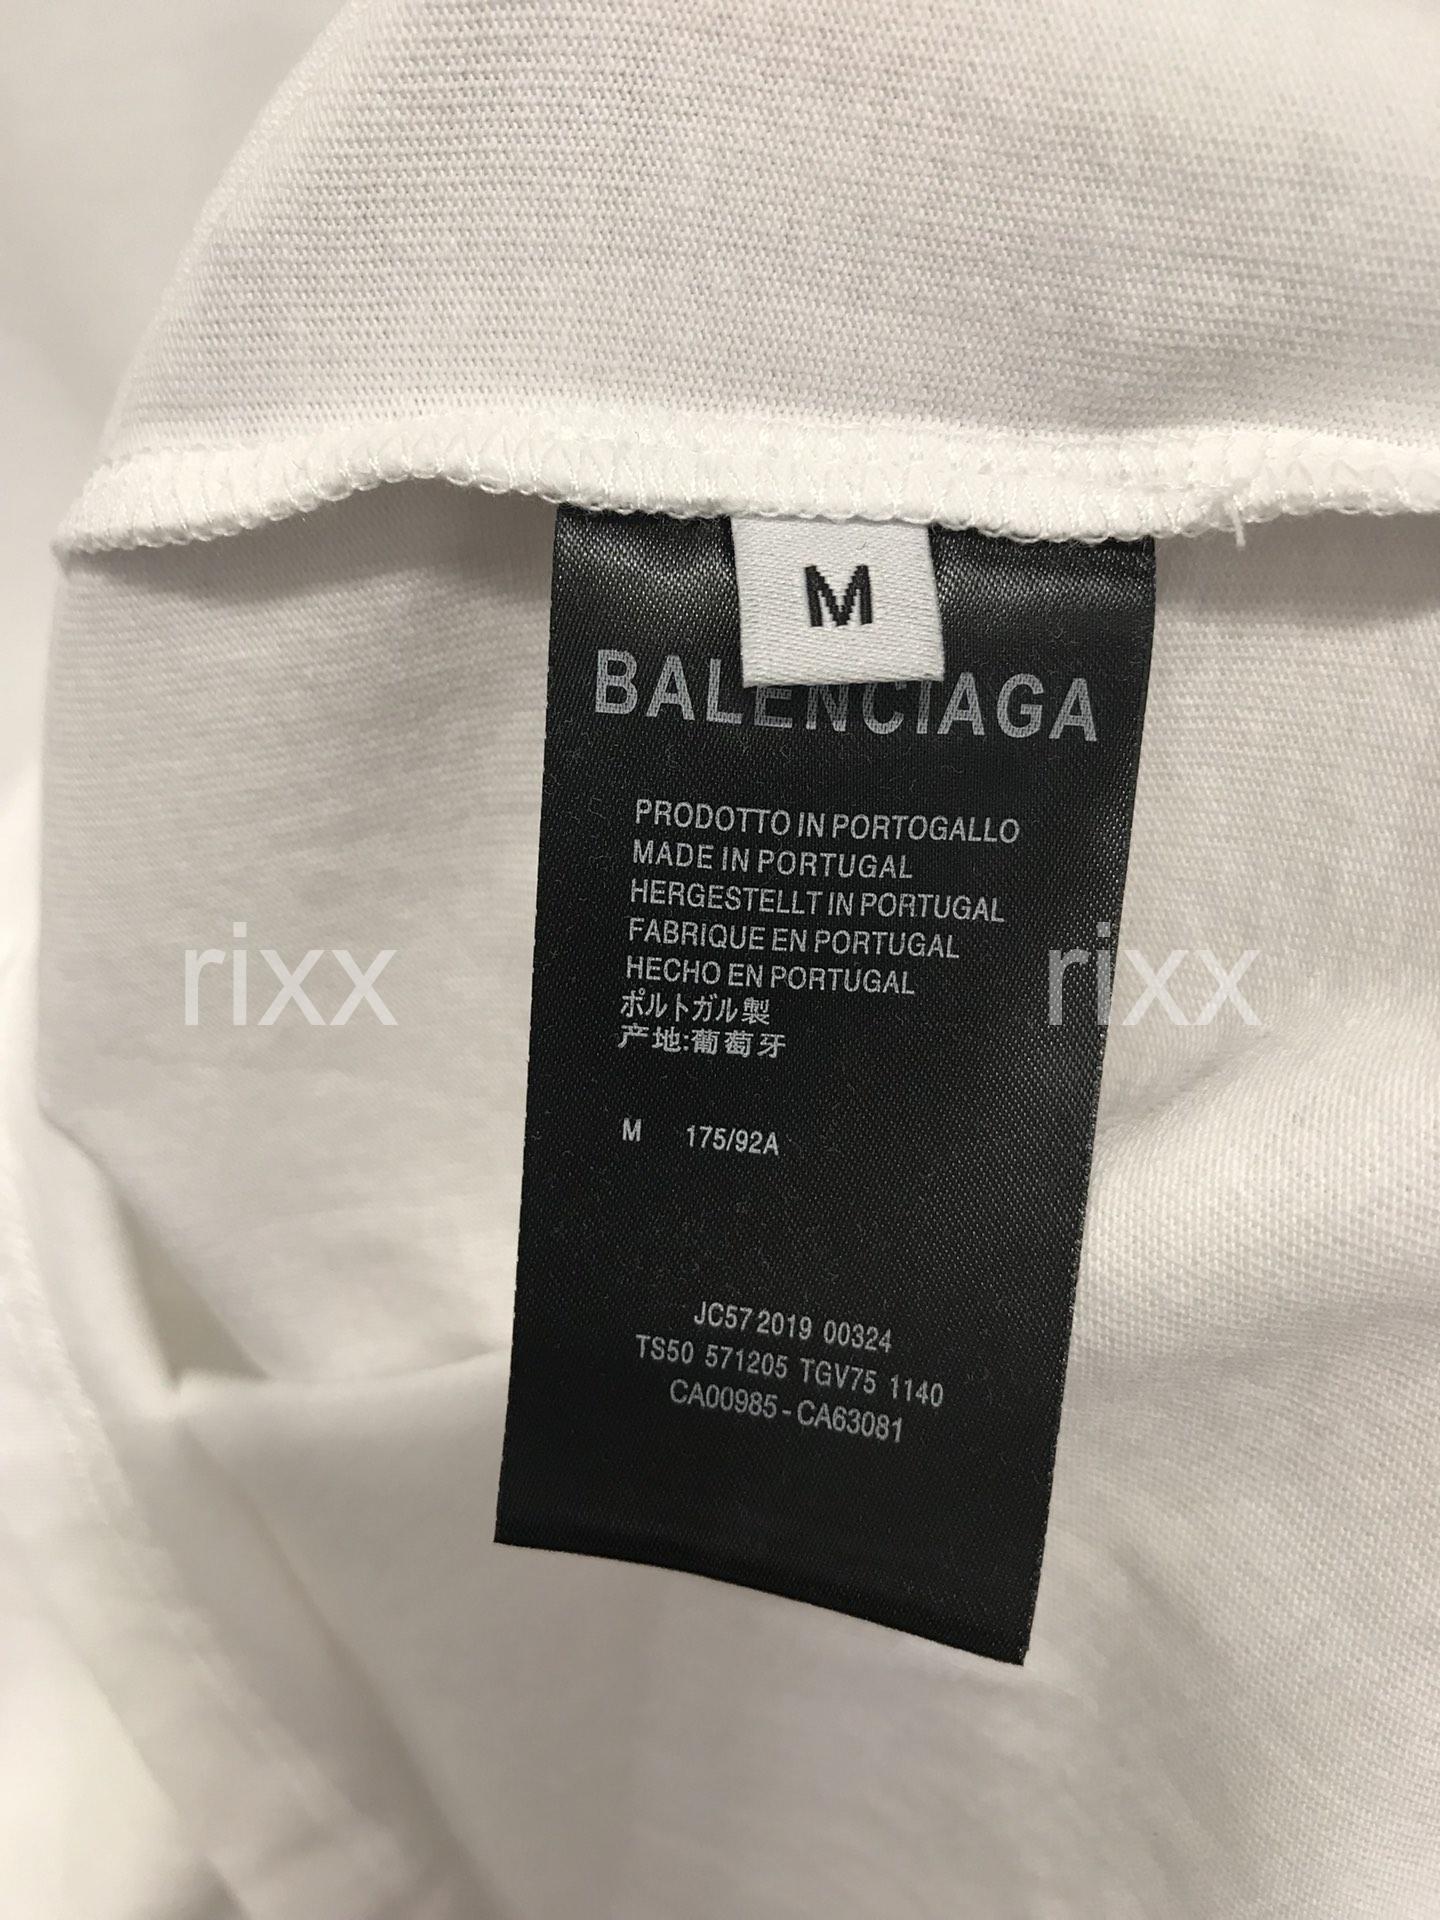 M
BALENCIAGA
PRODOTTO IN PORTOGALLO
MADE IN PORTUGAL
HERGESTELLT IN PORTUGAL
FABRIQUE EN PORTUGAL
HECHO EN PORTUGAL
ポルトガル製
产地:葡萄牙
rixx rixx
M 175/92A
JC57 2019 00324
TS50 571205 TGV75 1140
CA00985-CA63081